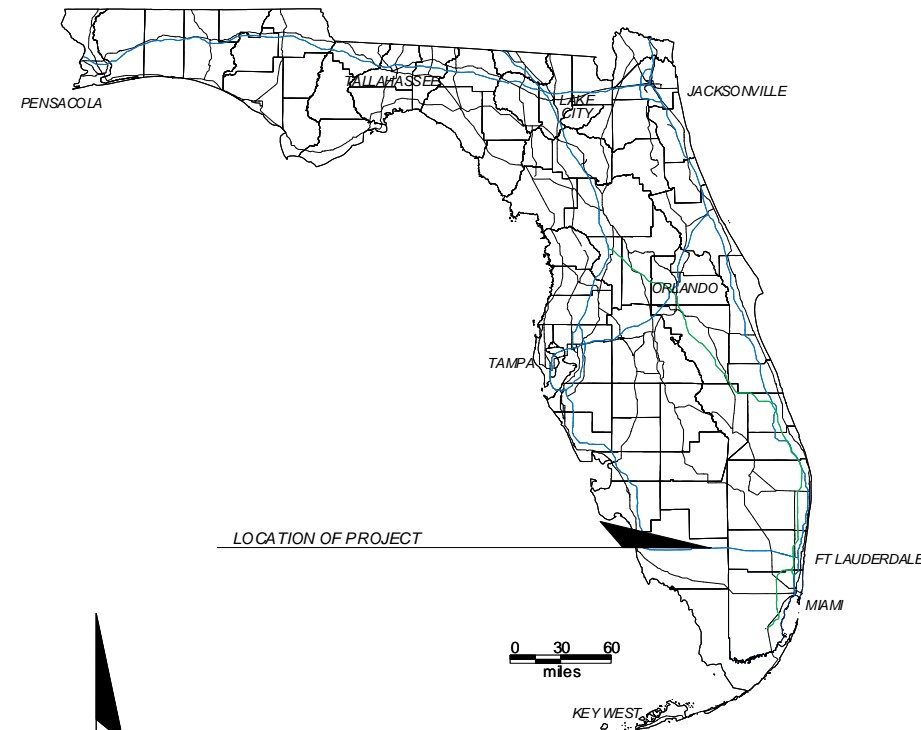 TALLAHASSEE
PENSACOLA
JACKSONVILLE
LAKE
CITY
ORLANDO
TAMPA
LOCATION OF PROJECT
FT LAUDERDALE
MIAMI
0 30 60
miles
KEY WEST